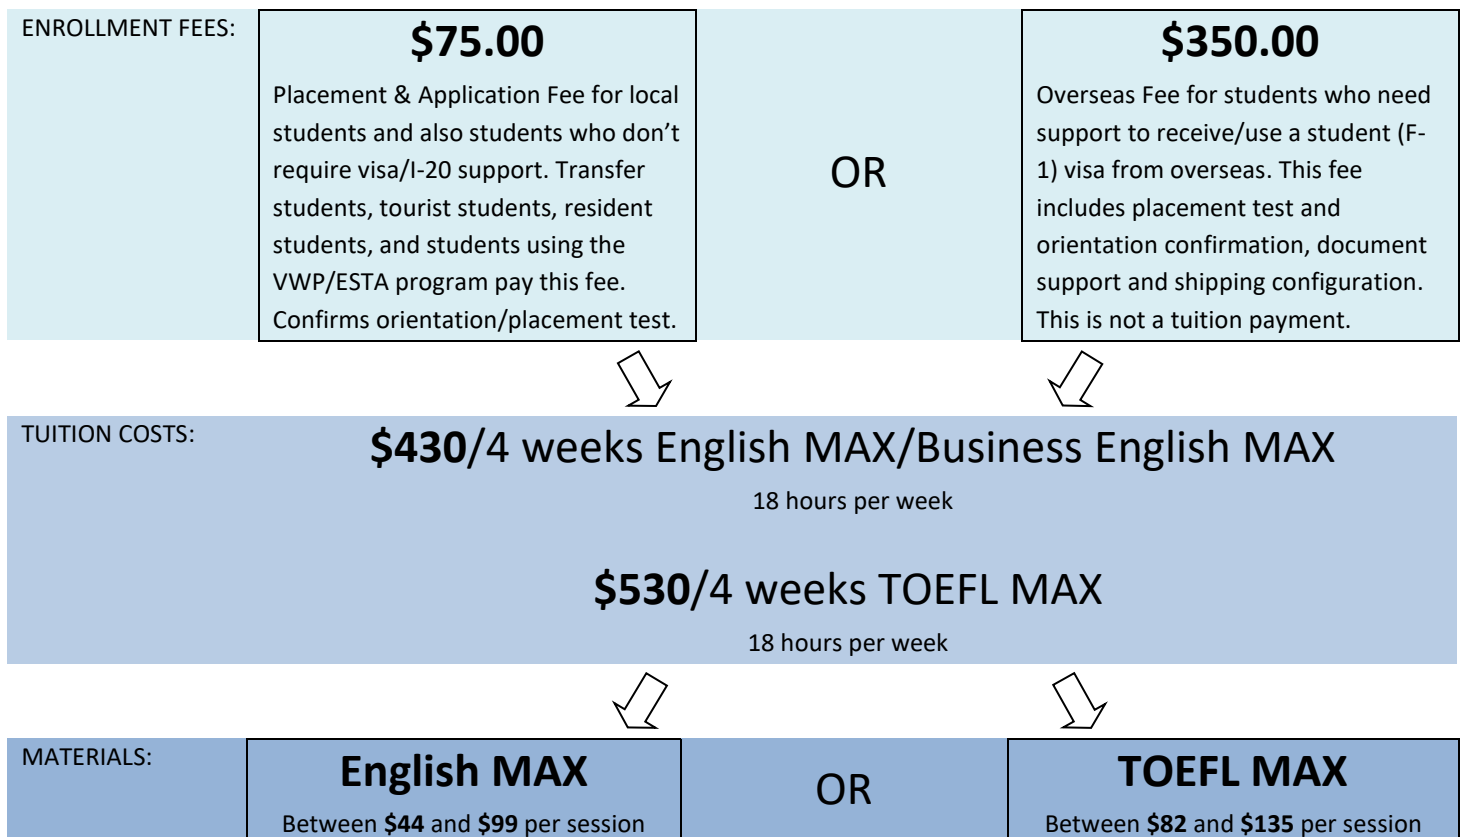 ENROLLMENT FEES:
$75.00
Placement & Application Fee for local
students and also students who don’t
require visa/I-20 support. Transfer
students, tourist students, resident
students, and students using the
VWP/ESTA program pay this fee.
Confirms orientation/placement test.
OR
$350.00
Overseas Fee for students who need
support to receive/use a student (F-
1) visa from overseas. This fee
includes placement test and
orientation confirmation, document
support and shipping configuration.
This is not a tuition payment.
TUITION COSTS:
$430/4 weeks English MAX/Business English MAX
18 hours per week
$530/4 weeks TOEFL MAX
18 hours per week
MATERIALS:
English MAX
Between $44 and $99 per session
OR
TOEFL MAX
Between $82 and $135 per session